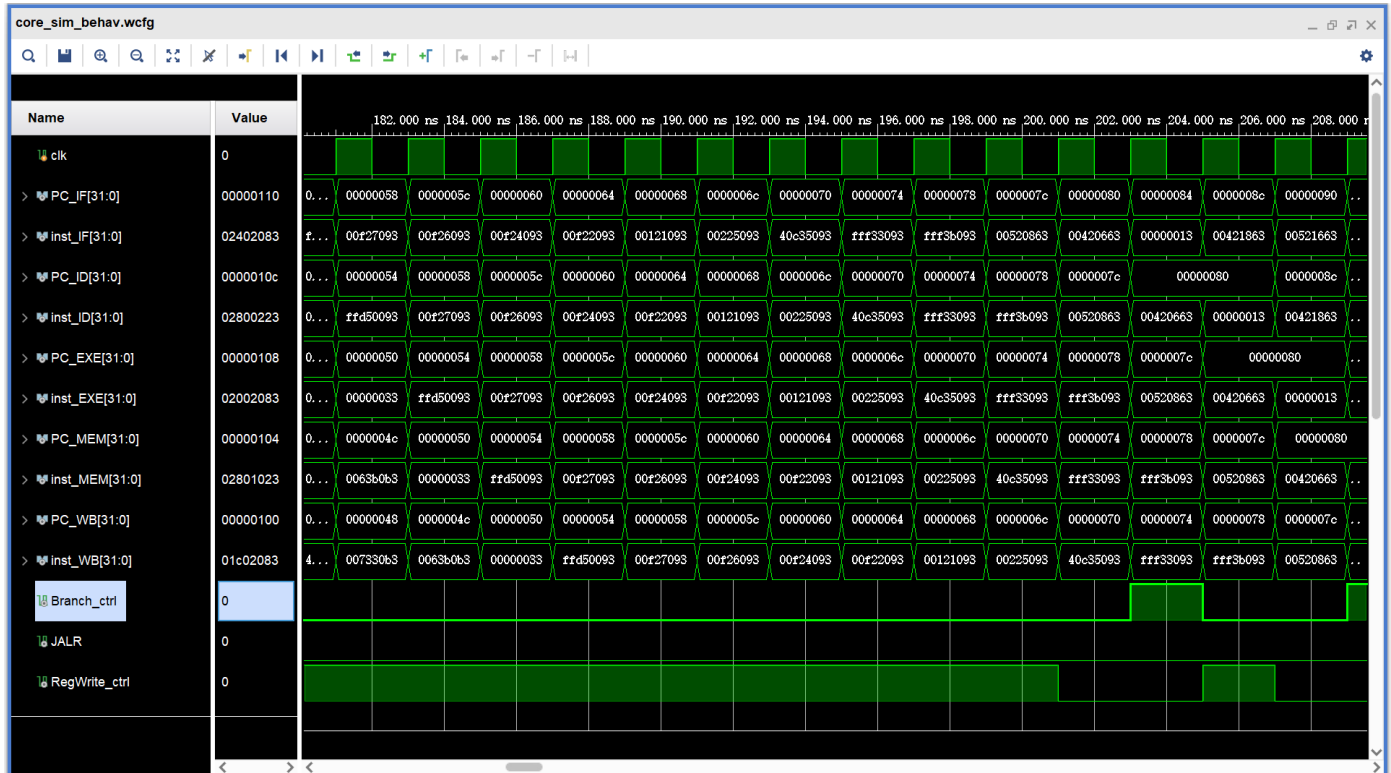 core_sim_behav.wcfg
Name Value
182.000 ns 184.000 ns 186.000 ns 188.000 ns 190.000 ns 192.000 ns 194.000 ns 196.000 ns 198.000 ns 200.000 ns 202.000 ns 204.000 ns 206.000 ns 208.000 n
clk 0
PC_IF[31:0] 00000110 0... 00000058 0000005c 00000060 00000064 00000068 0000006c 00000070 00000074 00000078 0000007c 00000080 00000084 0000008c 00000090 ..
inst_IF[31:0] 02402083 f... 00f27093 00f26093 00f24093 00f22093 00121093 00225093 40c35093 fff33093 fff3b093 00520863 00420663 00000013 00421863 00521663 ..
PC_ID[31:0] 0000010c 0... 00000054 00000058 0000005c 00000060 00000064 00000068 0000006c 00000070 00000074 00000078 0000007c 00000080 0000008c ..
inst_ID[31:0] 02800223 0... ffd50093 00f27093 00f26093 00f24093 00f22093 00121093 00225093 40c35093 fff33093 fff3b093 00520863 00420663 00000013 00421863 ..
PC_EXE[31:0] 00000108 0... 00000050 00000054 00000058 0000005c 00000060 00000064 00000068 0000006c 00000070 00000074 00000078 0000007c 00000080 ..
inst_EXE[31:0] 02002083 0... 00000033 ffd50093 00f27093 00f26093 00f24093 00f22093 00121093 00225093 40c35093 fff33093 fff3b093 00520863 00420663 00000013 ..
PC_MEM[31:0] 00000104 0... 0000004c 00000050 00000054 00000058 0000005c 00000060 00000064 00000068 0000006c 00000070 00000074 00000078 0000007c 00000080
inst_MEM[31:0] 02801023 0... 0063b0b3 00000033 ffd50093 00f27093 00f26093 00f24093 00f22093 00121093 00225093 40c35093 fff33093 fff3b093 00520863 00420663 ..
PC_WB[31:0] 00000100 0... 00000048 0000004c 00000050 00000054 00000058 0000005c 00000060 00000064 00000068 0000006c 00000070 00000074 00000078 0000007c ..
inst_WB[31:0] 01c02083 4... 007330b3 0063b0b3 00000033 ffd50093 00f27093 00f26093 00f24093 00f22093 00121093 00225093 40c35093 fff33093 fff3b093 00520863 ..
Branch_ctrl 0
JALR 0
RegWrite_ctrl 0